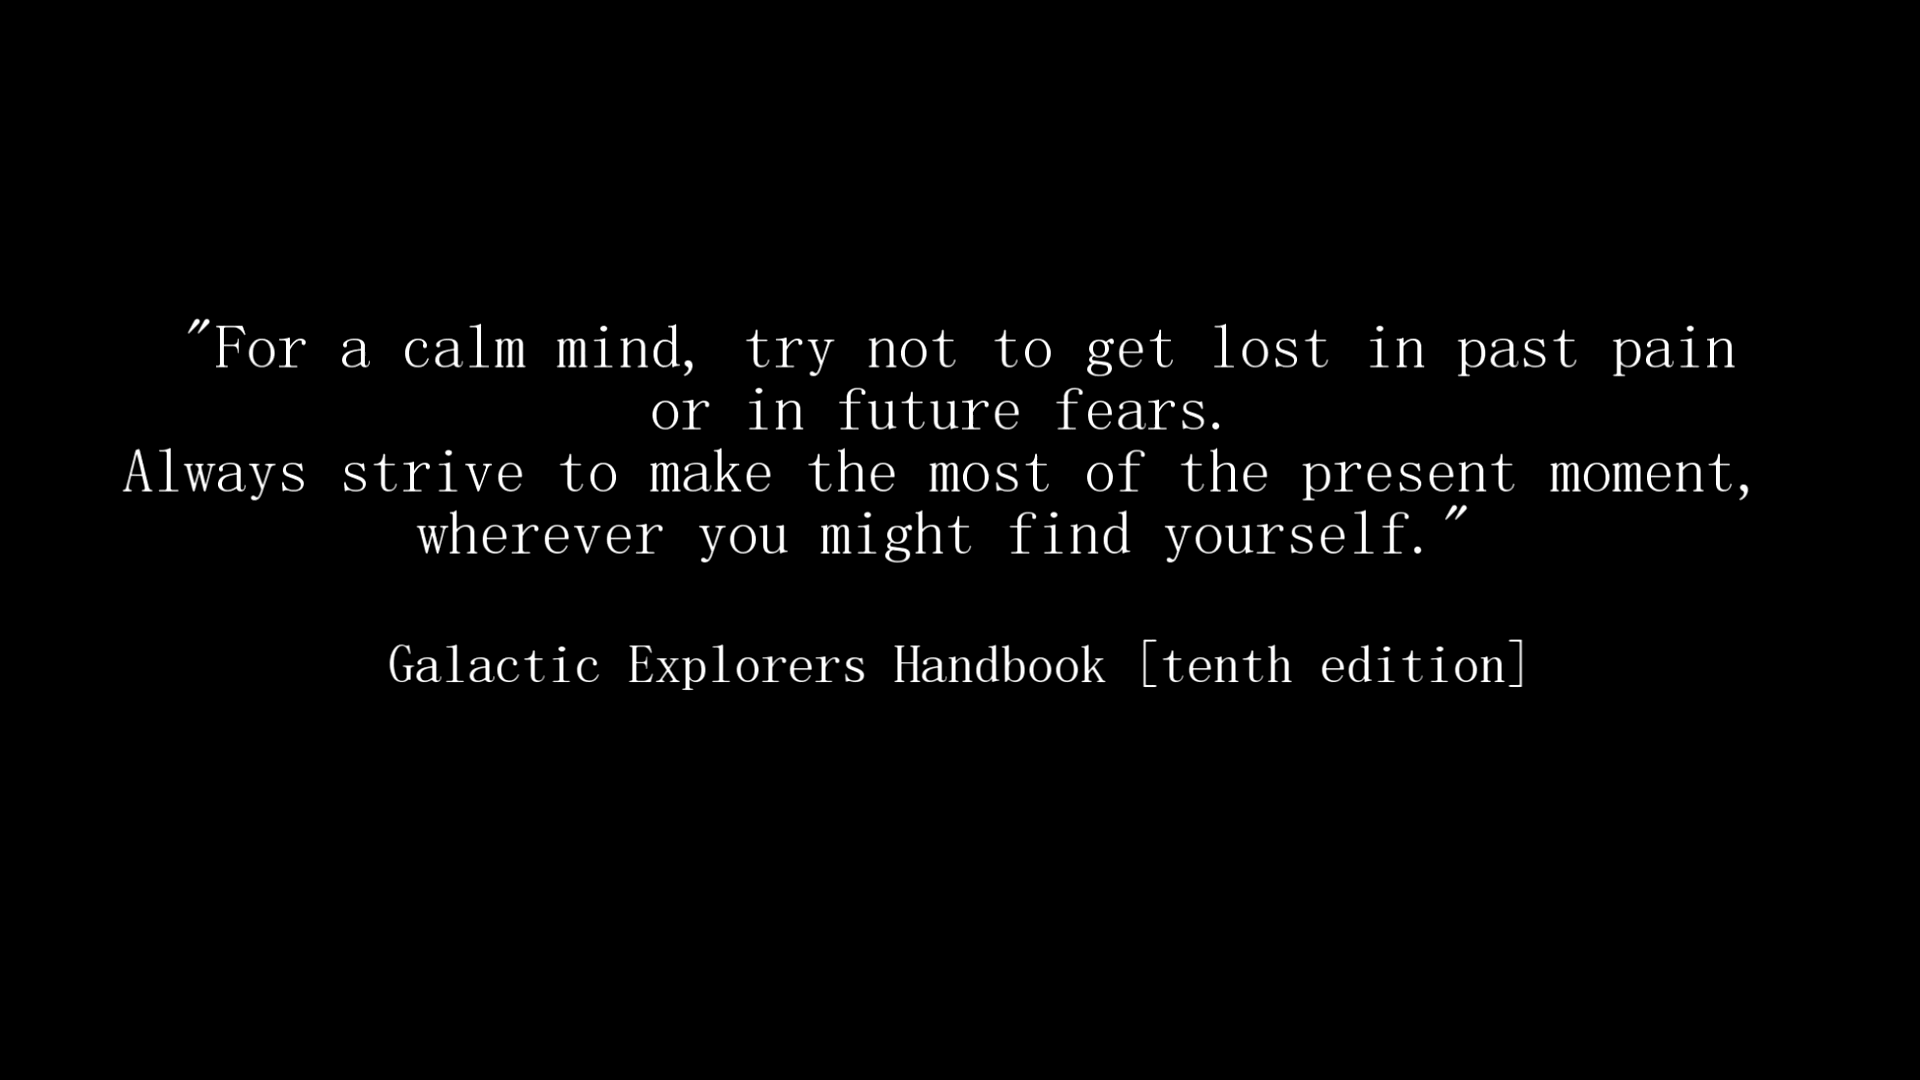 "For a calm mind, try not to get lost in past pain
or in future fears.
Always strive to make the most of the present moment,
wherever you might find yourself."
Galactic Explorers Handbook [tenth edition]